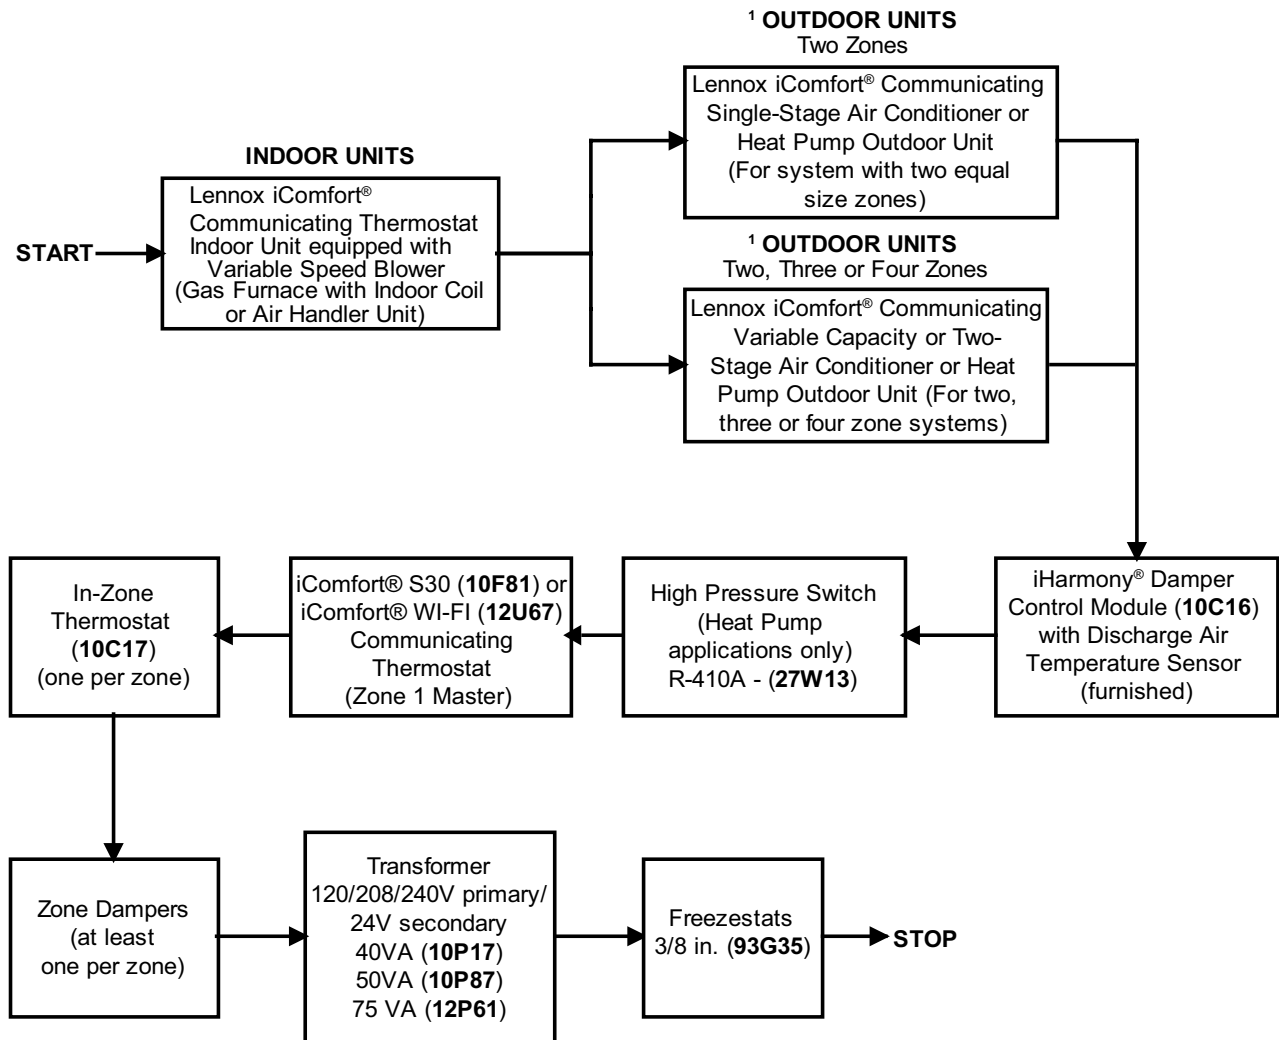 ¹ OUTDOOR UNITS
Two Zones
Lennox iComfort® Communicating
Single-Stage Air Conditioner or
Heat Pump Outdoor Unit
(For system with two equal
size zones)
INDOOR UNITS
Lennox iComfort®
Communicating Thermostat
Indoor Unit equipped with
Variable Speed Blower
(Gas Furnace with Indoor Coil
or Air Handler Unit)
START
¹ OUTDOOR UNITS
Two, Three or Four Zones
Lennox iComfort® Communicating
Variable Capacity or Two-
Stage Air Conditioner or Heat
Pump Outdoor Unit (For two,
three or four zone systems)
In-Zone
Thermostat
(10C17)
(one per zone)
iComfort® S30 (10F81) or
iComfort® WI-FI (12U67)
Communicating
Thermostat
(Zone 1 Master)
High Pressure Switch
(Heat Pump
applications only)
R-410A - (27W13)
iHarmony® Damper
Control Module (10C16)
with Discharge Air
Temperature Sensor
(furnished)
Zone Dampers
(at least
one per zone)
Transformer
120/208/240V primary/
24V secondary
40VA (10P17)
50VA (10P87)
75 VA (12P61)
Freezestats
3/8 in. (93G35)
STOP